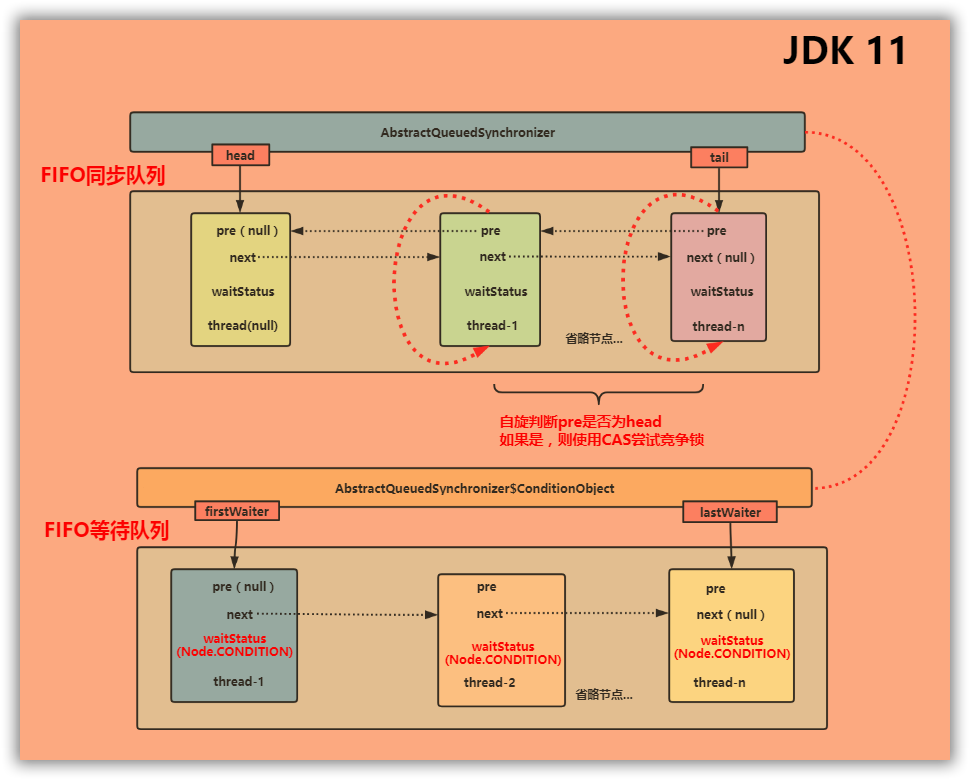 JDK 11
AbstractQueuedSynchronizer
head
tail
FIFO同步队列
pre（null）
next
waitStatus
thread(null)
pre
next
waitStatus
thread-1
省略节点...
pre
next（null）
waitStatus
thread-n
自旋判断pre是否为head
如果是，则使用CAS尝试竞争锁
AbstractQueuedSynchronizer$ConditionObject
firstWaiter
lastWaiter
FIFO等待队列
pre（null）
next
waitStatus
(Node.CONDITION)
thread-1
pre
next
waitStatus
(Node.CONDITION)
thread-2
省略节点...
pre
next（null）
waitStatus
(Node.CONDITION)
thread-n